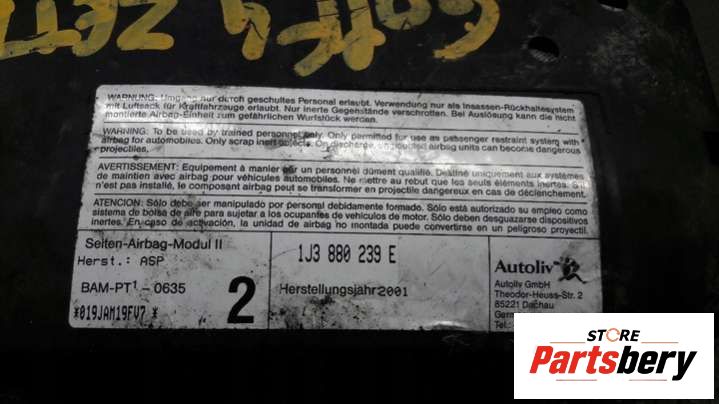 Golf 4
WARNUNG: Umgang nur durch geschultes Personal erlaubt. Verwendung nur als Insassen-Rückhaltesystem
mit Luftsack für Kraftfahrzeuge erlaubt. Nur inerte Gegenstände verschrotten. Bei Auslösung kann die nicht
montierte Airbag-Einheit zum gefährlichen Wurfstück werden.
WARNING: To be used by trained personnel only. Only permitted for use as passenger restraint system with
airbag for automobiles. Only scrap inert objects. On discharge, unmounted airbag units can become dangerous
projectiles.
AVERTISSEMENT: Equipement à manier par un personnel dûment qualifié. Destiné uniquement aux systèmes
de maintien avec airbag pour véhicules automobiles. Ne mettre au rebut que les seuls éléments inertes. S'il
n'est pas installé, le composant airbag peut se transformer en projectile dangereux en cas de déclenchement.
ATENCIÓN: Sólo debe ser manipulado por personal debidamente formado. Sólo está autorizado su empleo como
sistema de bolsa de aire para sujetar a los ocupantes de vehículos de motor. Sólo deben desguazarse dispositivos
inertes. En caso de activación, la unidad de airbag no montada puede convertirse en un peligroso proyectil.
Seiten-Airbag-Modul II
Herst.: ASP
BAM-PT1 - 0635
2
*019JAM19FV7 *
1J3 880 239 E
Herstellungsjahr 2001
Autoliv
Autoliv GmbH
Theodor-Heuss-Str. 2
85221 Dachau
Tel.:
STORE
Partsbery